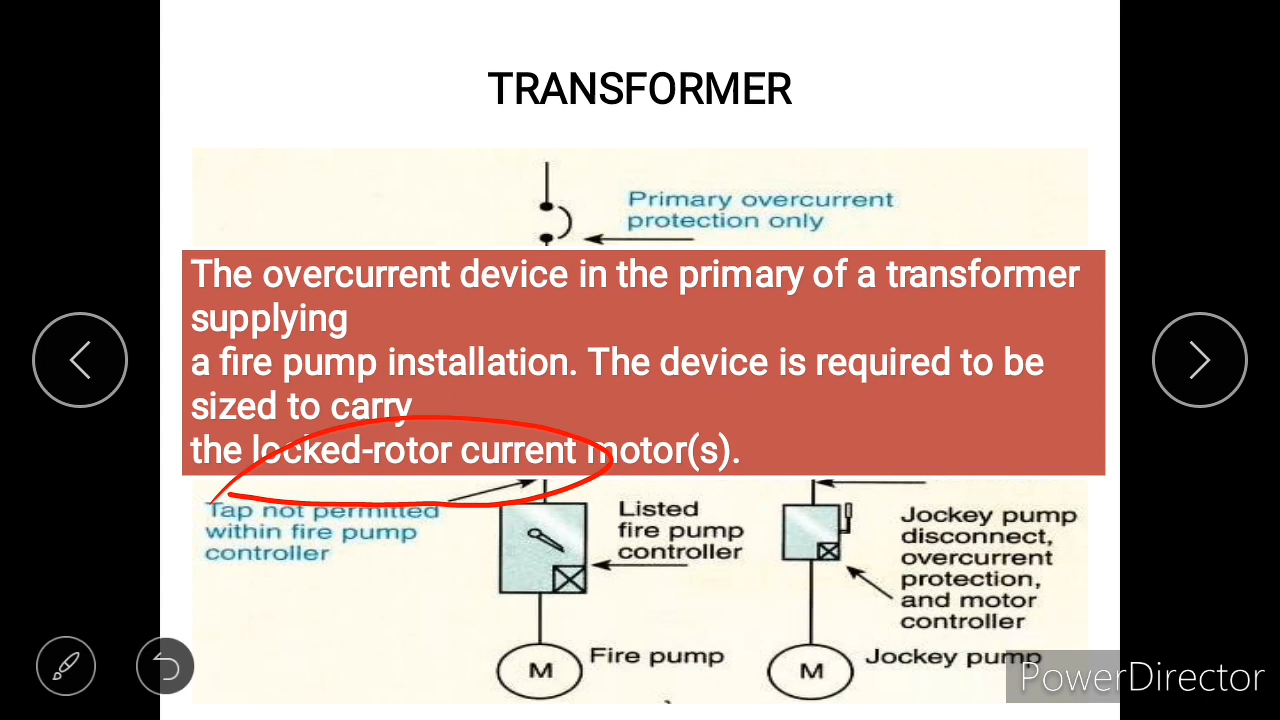 TRANSFORMER
Primary overcurrent
protection only
The overcurrent device in the primary of a transformer
supplying
a fire pump installation. The device is required to be
sized to carry
the locked-rotor current motor(s).
Tap not permitted
within fire pump
controller
Listed
fire pump
controller
Jockey pump
disconnect,
overcurrent
protection,
and motor
controller
M
Fire pump
M
Jockey pump
PowerDirector